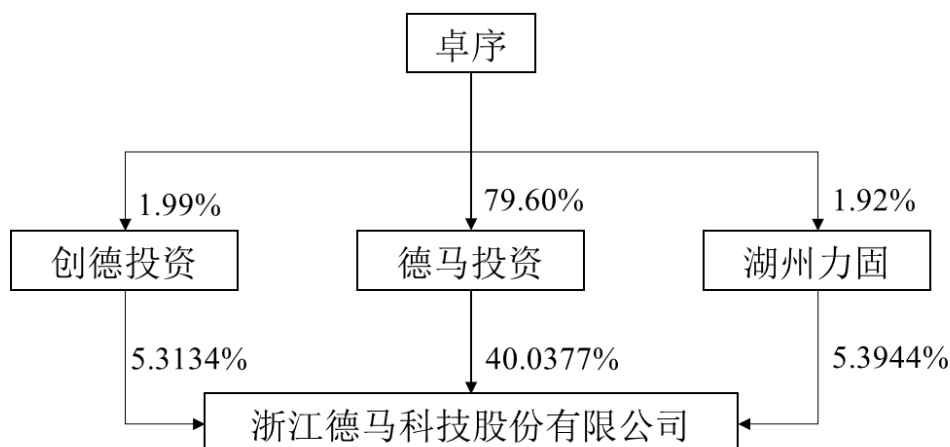 卓序
1.99%
79.60%
1.92%
创德投资
德马投资
湖州力固
5.3134%
40.0377%
5.3944%
浙江德马科技股份有限公司